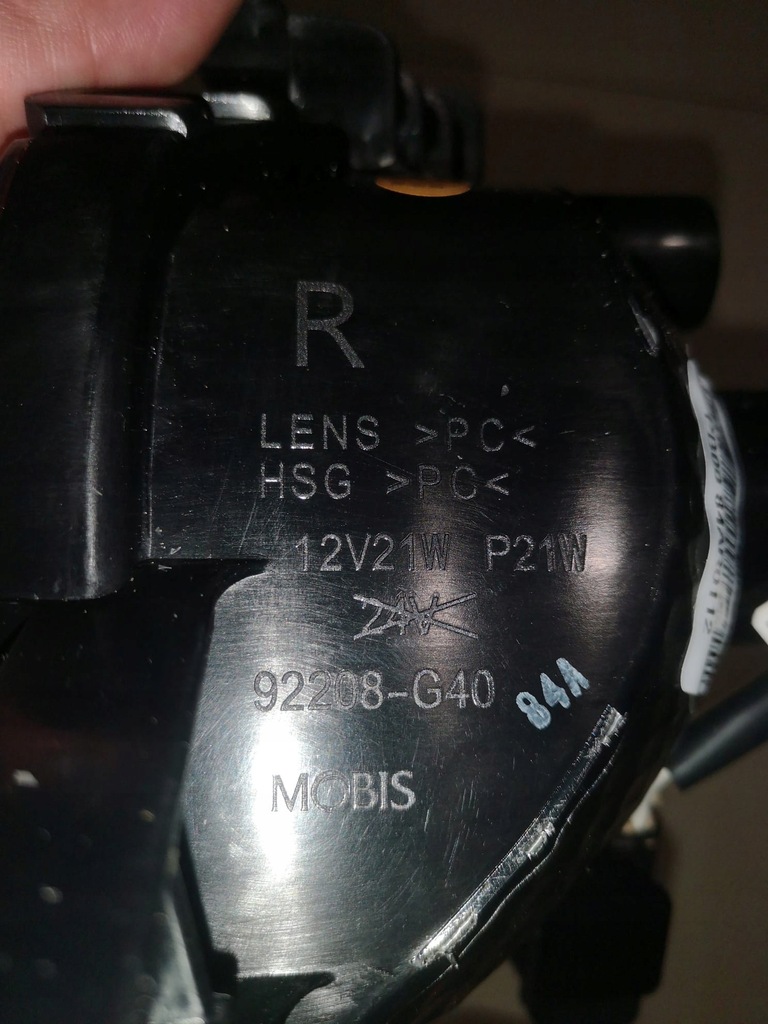 R
LENS >PC<
HSG >PC<
12V21W P21W
92208-G40
84A
MOBIS